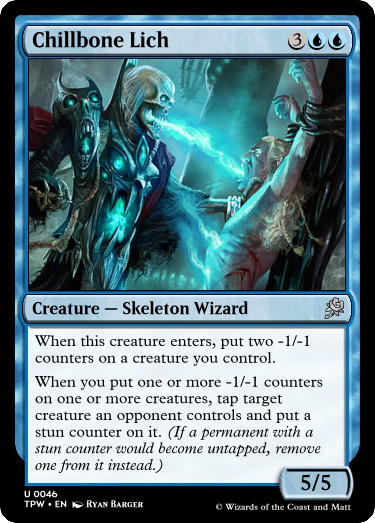 Chillbone Lich 3
Creature — Skeleton Wizard
When this creature enters, put two -1/-1
counters on a creature you control.
When you put one or more -1/-1 counters
on one or more creatures, tap target
creature an opponent controls and put a
stun counter on it. (If a permanent with a
stun counter would become untapped, remove
one from it instead.)
5/5
U 0046
TPW • EN Ryan Barger
© Wizards of the Coast and Matt